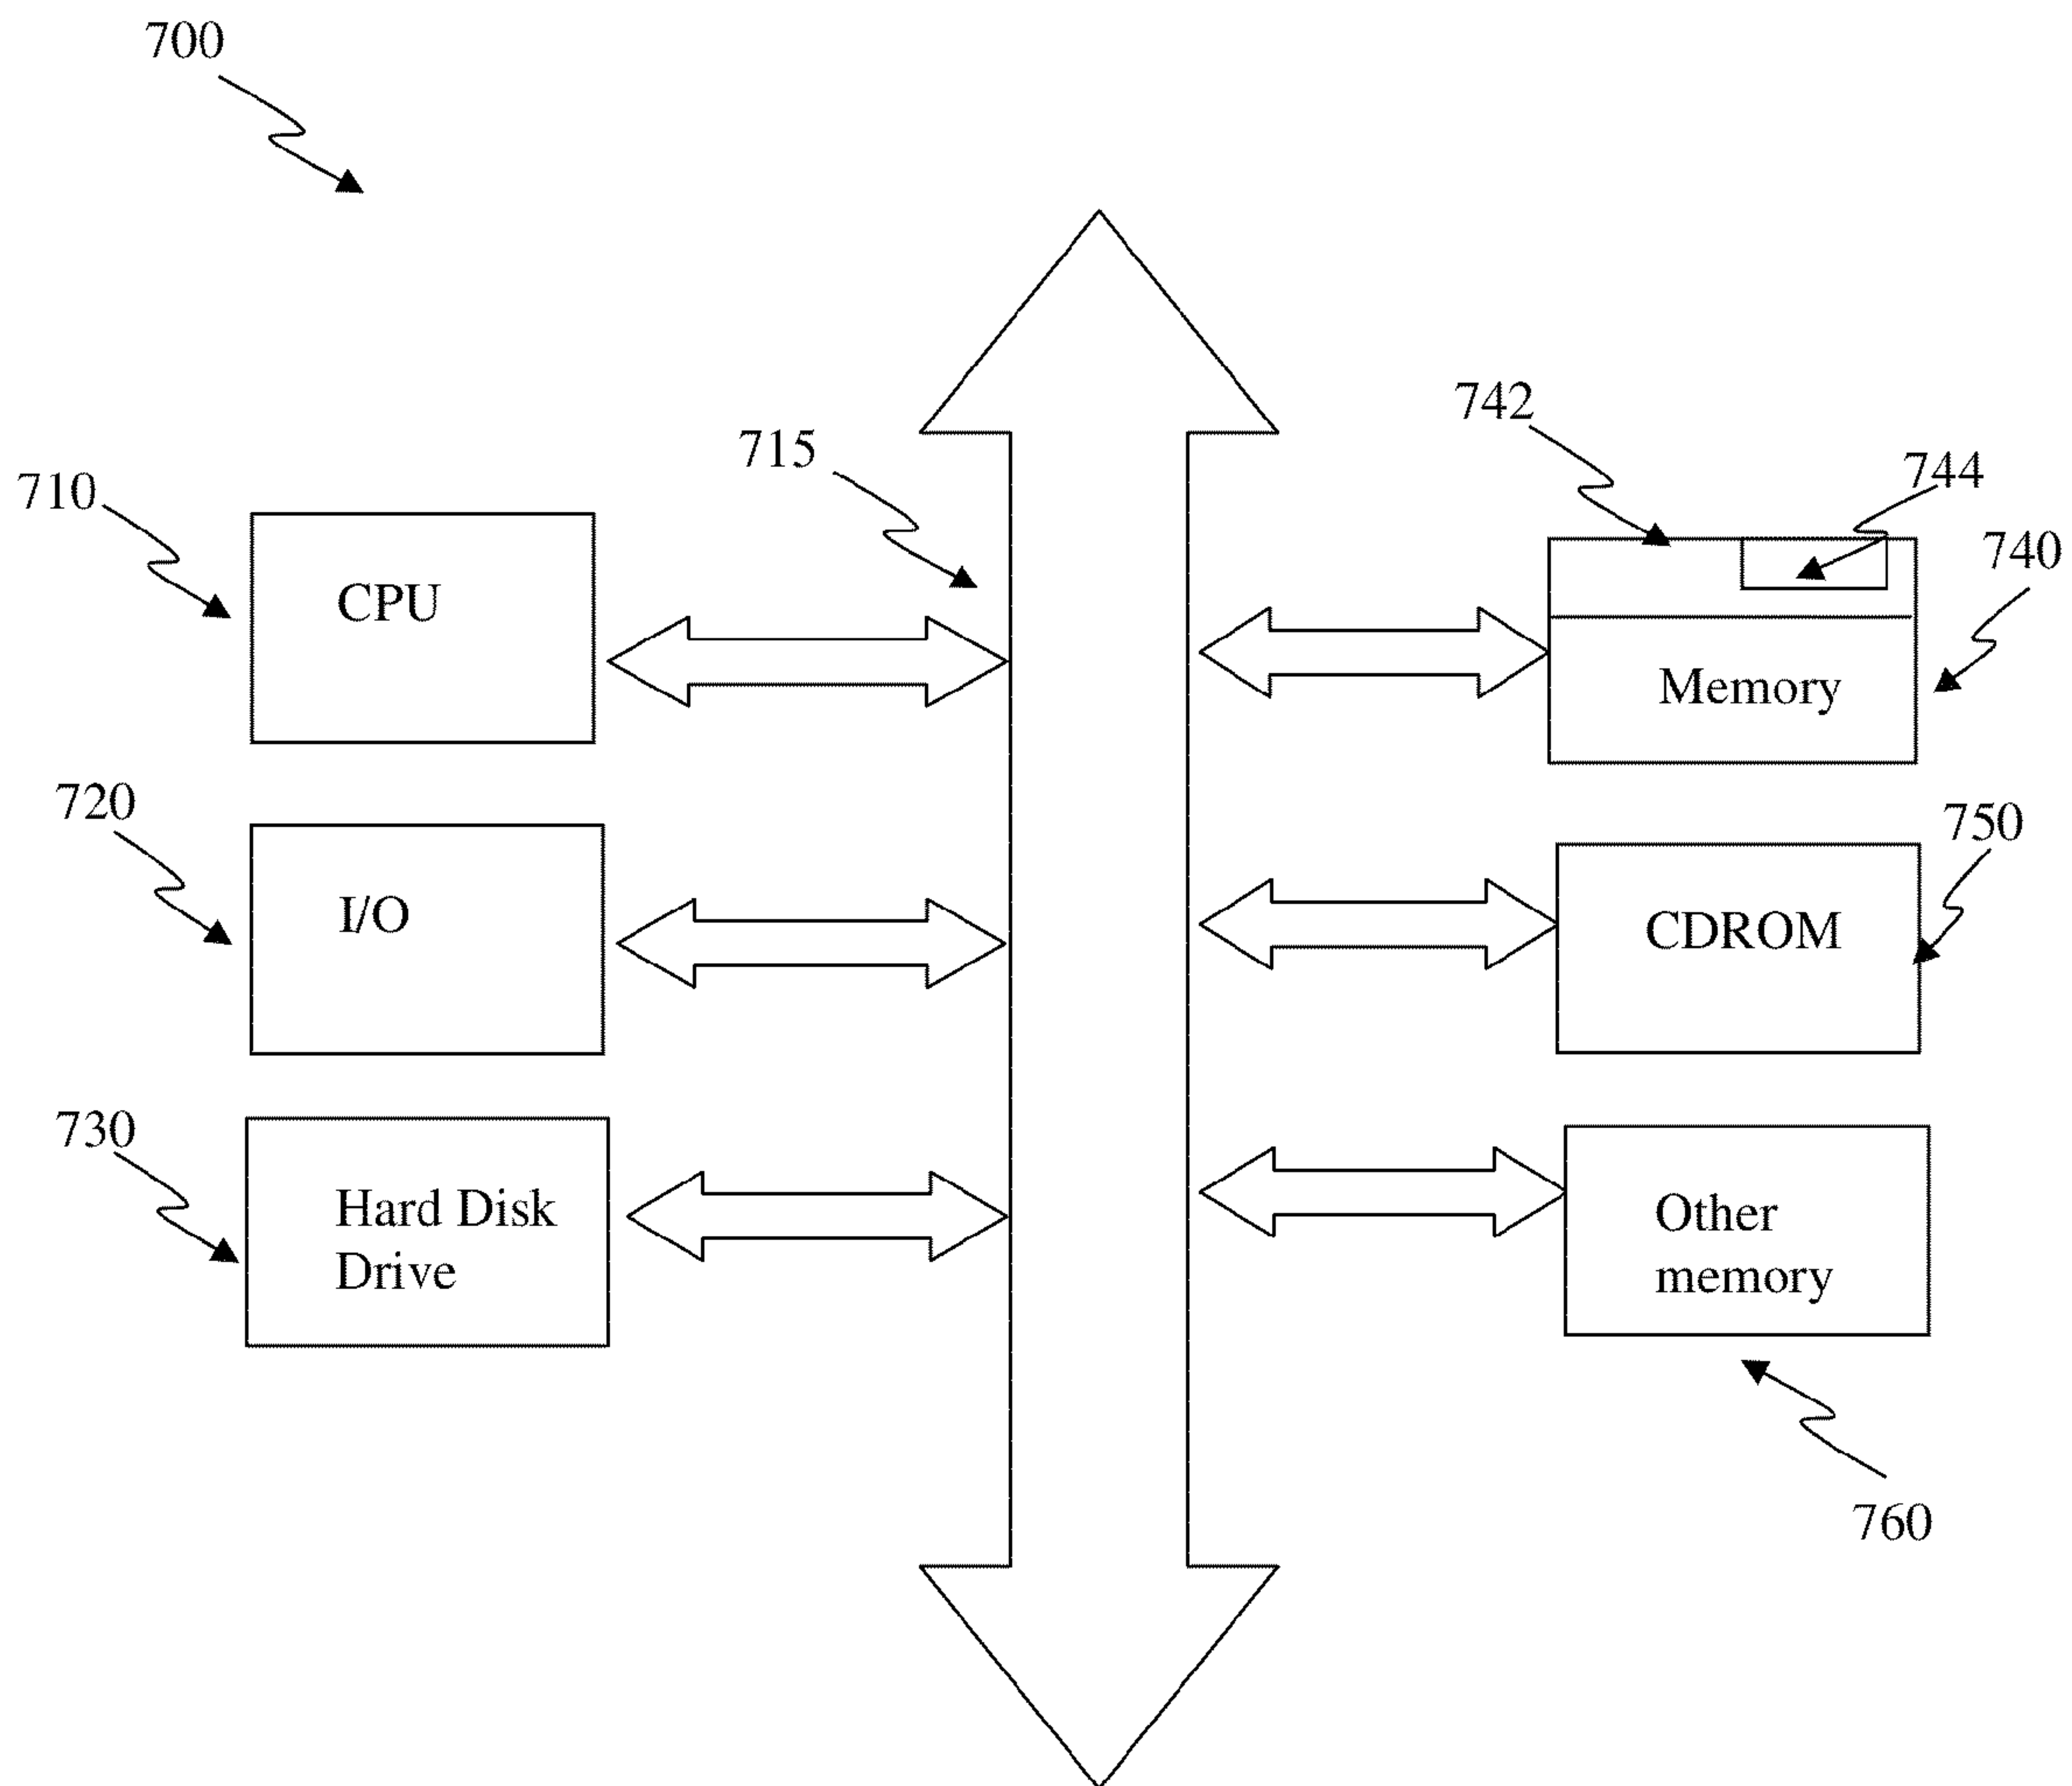 700
742
715
744
710
740
CPU
Memory
720
750
I/O
CDROM
730
Hard Disk
Drive
Other
memory
760